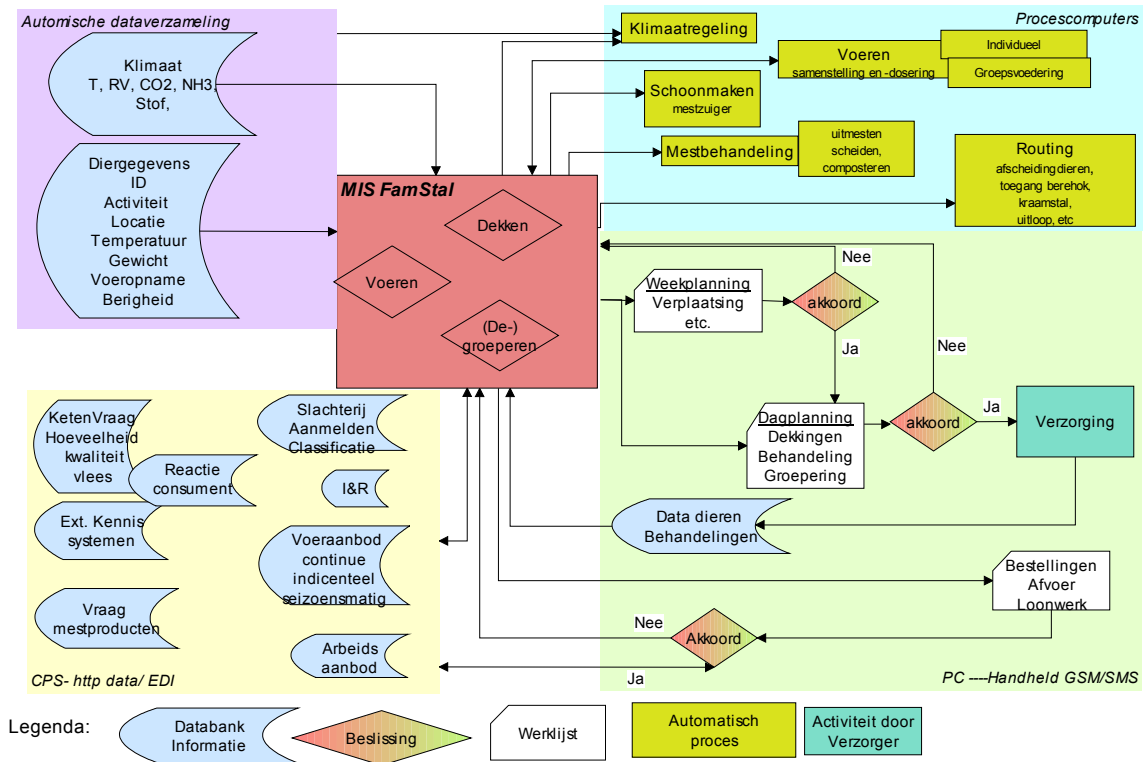 Automische dataverzameling
Klimaat
T, RV, CO2, NH3,
Stof,
Diergegevens
ID
Activiteit
Locatie
Temperatuur
Gewicht
Voeropname
Berigheid
Procescomputers
Klimaatregeling
Voeren
samenstelling en -dosering
Individueel
Groepsvoedering
Schoonmaken
mestzuiger
Mestbehandeling
uitmesten
scheiden,
composteren
Routing
afscheidingdieren,
toegang berehok,
kraamstal,
uitloop, etc
MIS FamStal
Dekken
Voeren
(De-)
groeperen
Nee
Weekplanning
Verplaatsing
etc.
akkoord
Ja
Nee
Dagplanning
Dekkingen
Behandeling
Groepering
akkoord
Ja
Verzorging
Data dieren
Behandelingen
Bestellingen
Afvoer
Loonwerk
Nee
Akkoord
Ja
PC ----Handheld GSM/SMS
KetenVraag
Hoeveelheid
kwaliteit
vlees
Reactie
consument
Ext. Kennis
systemen
Vraag
mestproducten
Slachterij
Aanmelden
Classificatie
I&R
Voeraanbod
continue
indicenteel
seizoensmatig
Arbeids
aanbod
CPS- http data/ EDI
Legenda:
Databank
Informatie
Beslissing
Werklijst
Automatisch
proces
Activiteit door
Verzorger